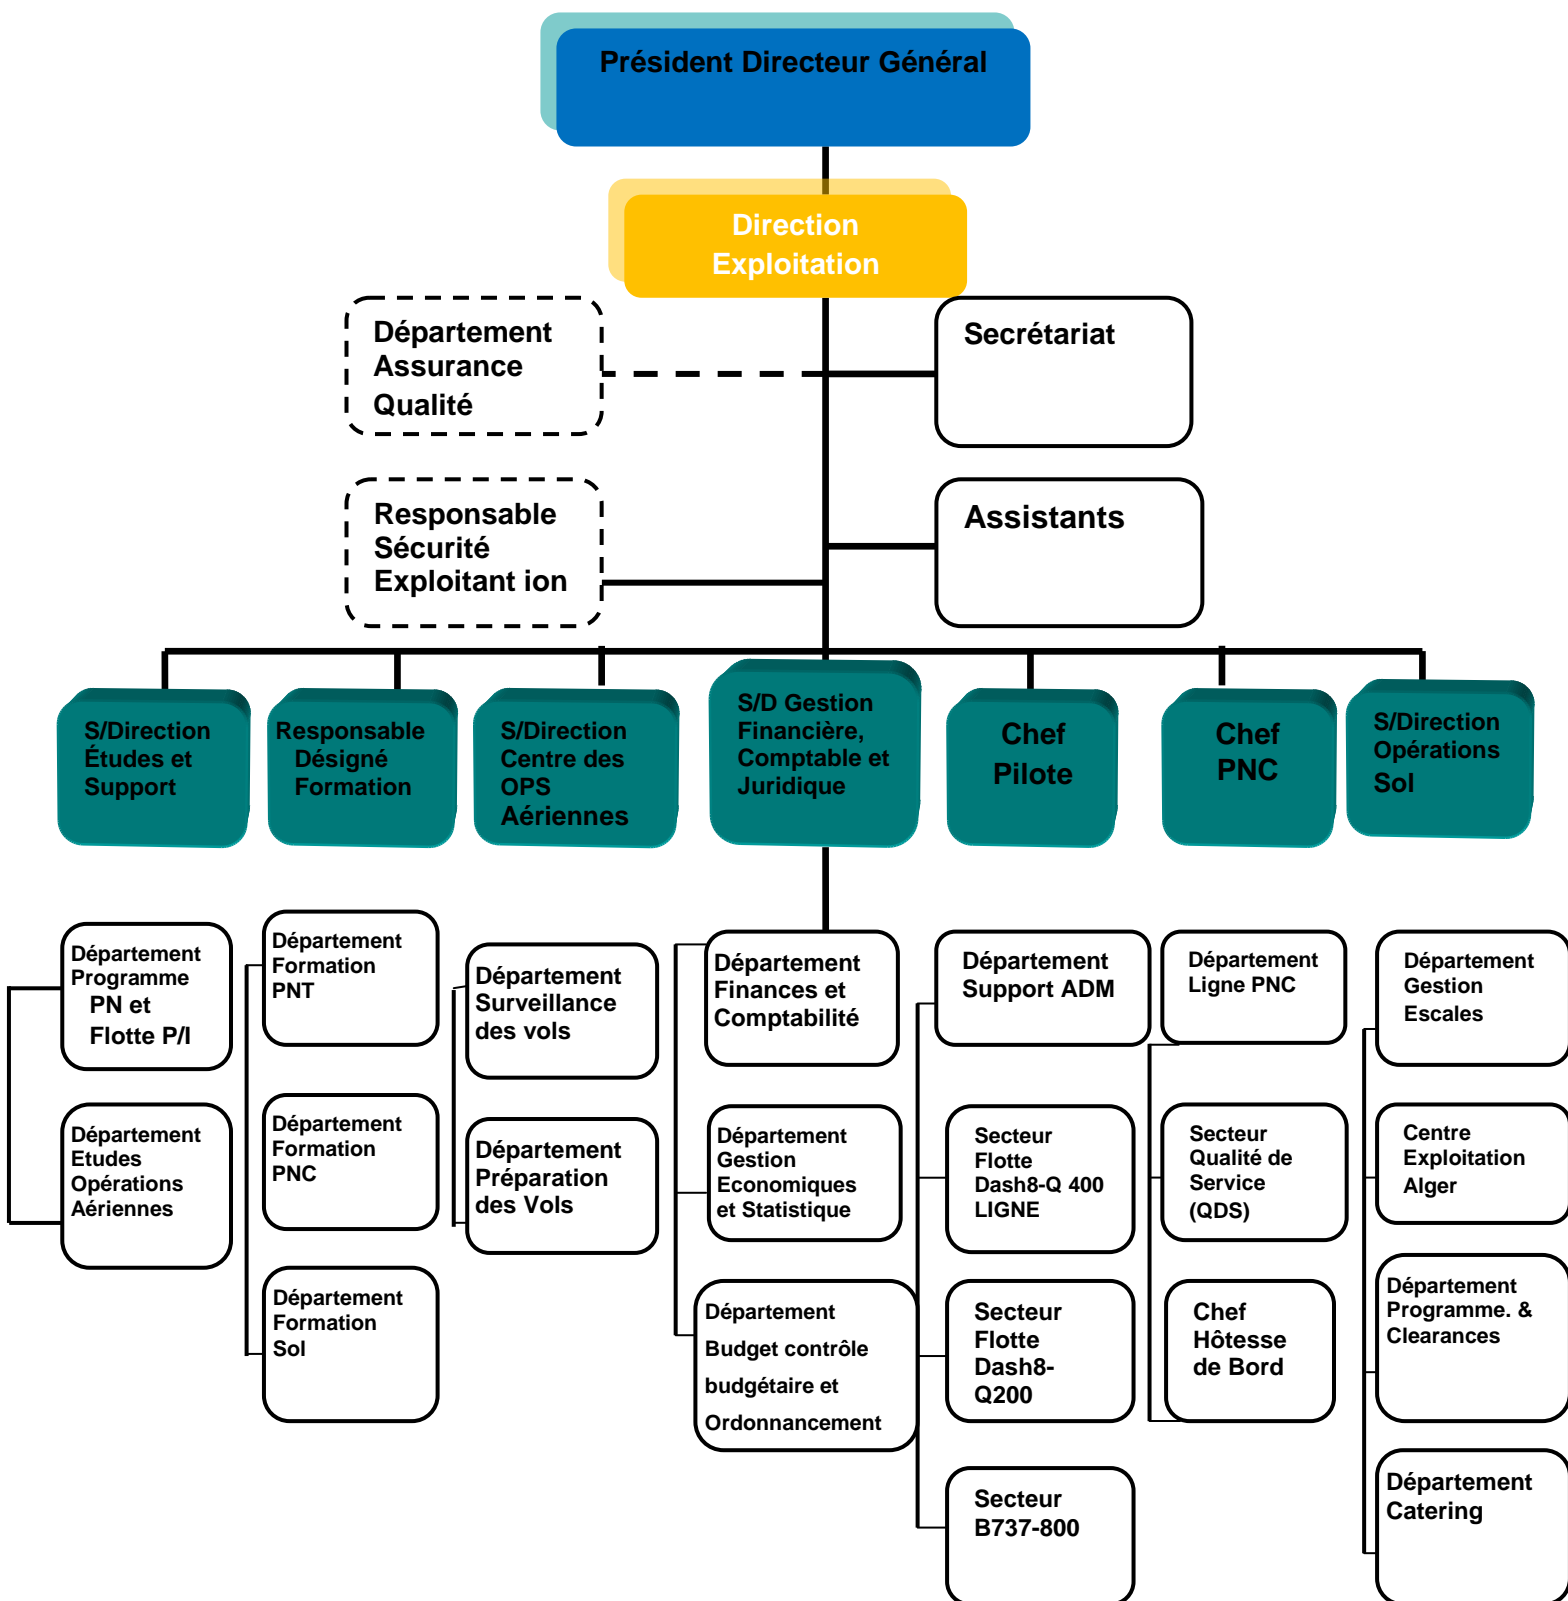 Président Directeur Général
Direction
Exploitation
Département
Assurance
Qualité
Secrétariat
Responsable
Sécurité
Exploitant ion
Assistants
S/Direction
Études et
Support
Responsable
Désigné
Formation
S/Direction
Centre des
OPS
Aériennes
S/D Gestion
Financière,
Comptable et
Juridique
Chef
Pilote
Chef
PNC
S/Direction
Opérations
Sol
Département
Programme
PN et
Flotte P/I
Département
Etudes
Opérations
Aériennes
Département
Formation
PNT
Département
Formation
PNC
Département
Formation
Sol
Département
Surveillance
des vols
Département
Préparation
des Vols
Département
Finances et
Comptabilité
Département
Gestion
Economiques
et Statistique
Département
Budget contrôle
budgétaire et
Ordonnancement
Département
Support ADM
Secteur
Flotte
Dash8-Q 400
LIGNE
Secteur
Flotte
Dash8-
Q200
Secteur
B737-800
Département
Ligne PNC
Secteur
Qualité de
Service
(QDS)
Chef
Hôtesse
de Bord
Département
Gestion
Escales
Centre
Exploitation
Alger
Département
Programme. &
Clearances
Département
Catering